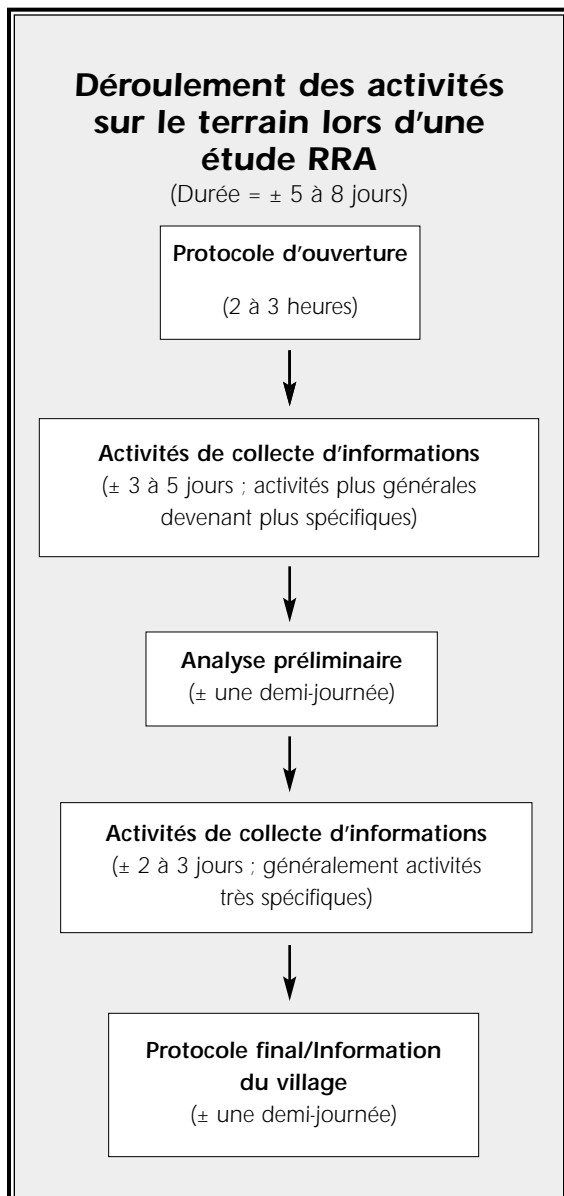 Déroulement des activités
sur le terrain lors d'une
étude RRA
(Durée = ± 5 à 8 jours)
Protocole d'ouverture
(2 à 3 heures)
Activités de collecte d'informations
(± 3 à 5 jours ; activités plus générales
devenant plus spécifiques)
Analyse préliminaire
(± une demi-journée)
Activités de collecte d'informations
(± 2 à 3 jours ; généralement activités
très spécifiques)
Protocole final/Information
du village
(± une demi-journée)